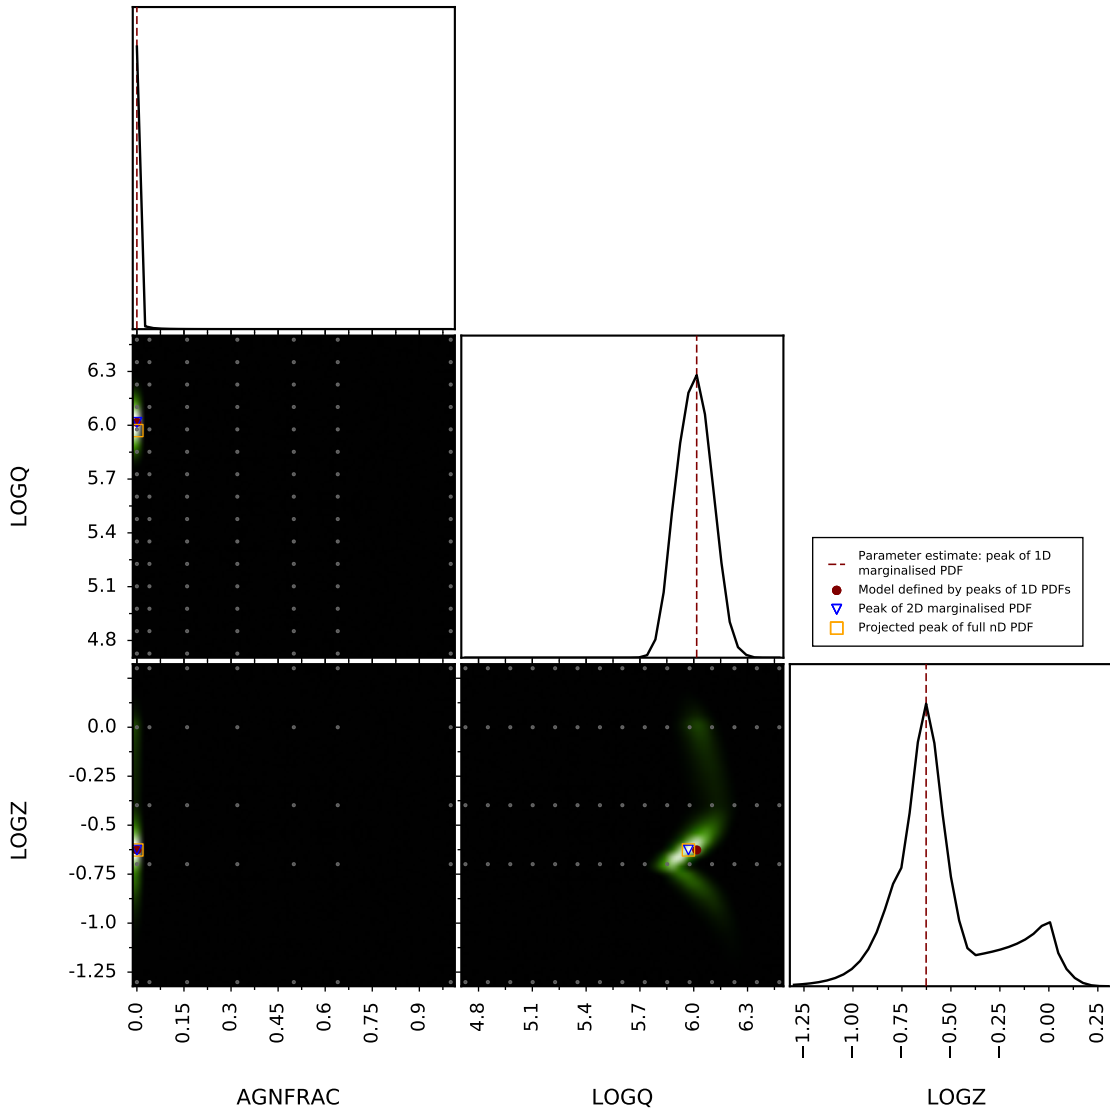 6.3
6.0
5.7
5.4
5.1
4.8
LOGQ
Parameter estimate: peak of 1D
marginalised PDF
Model defined by peaks of 1D PDFs
Peak of 2D marginalised PDF
Projected peak of full nD PDF
0.0
-0.25
-0.5
-0.75
-1.0
-1.25
LOGZ
0.0 0.15 0.3 0.45 0.6 0.75 0.9
4.8 5.1 5.4 5.7 6.0 6.3
−1.25 −1.00 −0.75 −0.50 −0.25 0.00 0.25
AGNFRAC LOGQ LOGZ